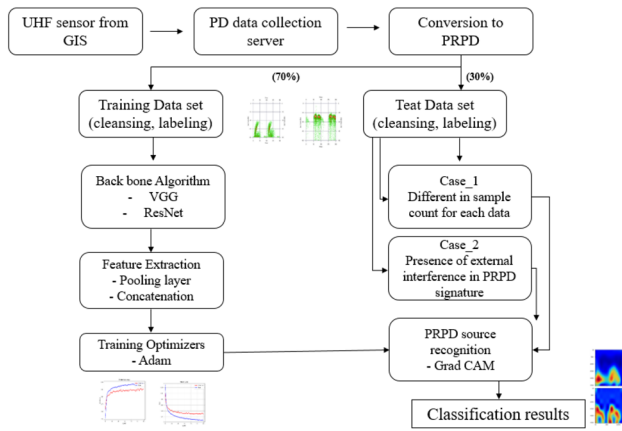 UHF sensor from
GIS
PD data collection
server
Conversion to
PRPD
(70%)
(30%)
Training Data set
(cleansing, labeling)
Teat Data set
(cleansing, labeling)
Back bone Algorithm
- VGG
- ResNet
Case_1
Different in sample
count for each data
Case_2
Presence of external
interference in PRPD
signature
Feature Extraction
- Pooling layer
- Concatenation
Training Optimizers
- Adam
PRPD source
recognition
- Grad CAM
Classification results